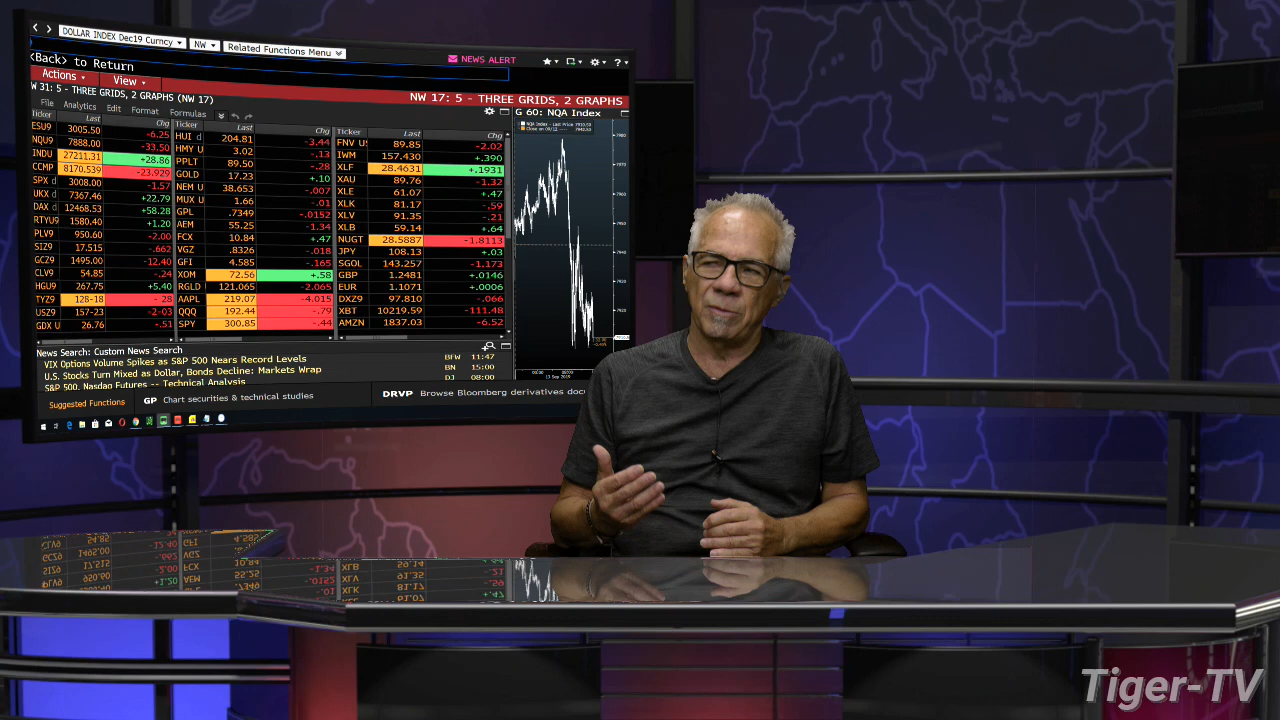 DOLLAR INDEX Dec19 Curncy
NW
Related Functions Menu
<Back> to Return
NEWS ALERT
Actions
View
W 31: 5 - THREE GRIDS, 2 GRAPHS (NW 17)
NW 17: 5 - THREE GRIDS, 2 GRAPHS
File Analytics Edit Format Formulas
G 60: NQA Index
Ticker Last Chg
ESU9 3005.50 -6.25
NQU9 7888.00 -33.50
INDU 27211.31 +28.86
CCMP 8170.539 -23.929
SPX d 3008.00 -1.57
UKX d 7367.46 +22.79
DAX d 12468.53 +58.28
RTYU9 1580.40 +1.20
PLV9 950.60 -2.00
SIZ9 17.515 -.662
GCZ9 1495.00 -12.40
CLV9 54.85 -.24
HGU9 267.75 +5.40
TYZ9 128-18 - 28
USZ9 157-23 -2-03
GDX U 26.76 -.51
Ticker Last Chg
HUI d 204.81 -3.44
HMY U 3.02 -.13
PPLT 89.50 -.28
GOLD 17.23 +.10
NEM U 38.653 -.007
MUX U 1.66 -.01
GPL .7349 -.0152
AEM 55.25 -1.34
FCX 10.84 +.47
VGZ .8326 -.018
GFI 4.585 -.165
XOM 72.56 +.58
RGLD 121.065 -2.065
AAPL 219.07 -4.015
QQQ 192.44 -.79
SPY 300.85 -.44
Ticker Last Chg
FNV US 89.85 -2.02
IWM 157.430 +.390
XLF 28.4631 +.1931
XAU 89.76 -1.32
XLE 61.07 +.47
XLK 81.17 -.59
XLV 91.35 -.21
XLB 59.14 +.64
NUGT 28.5887 -1.8113
JPY 108.13 +.03
SGOL 143.257 -1.173
GBP 1.2481 +.0146
EUR 1.1071 +.0006
DXZ9 97.810 -.066
XBT 10219.59 -111.48
AMZN 1837.03 -6.52
News Search: Custom News Search
VIX Options Volume Spikes as S&P 500 Nears Record Levels BFW 11:47
U.S. Stocks Turn Mixed as Dollar, Bonds Decline: Markets Wrap BN 15:00
S&P 500. Nasdaq Futures -- Technical Analysis DJ 08:00
13 Sep 2019
Suggested Functions
GP Chart securities & technical studies
DRVP Browse Bloomberg derivatives doc
Tiger-TV